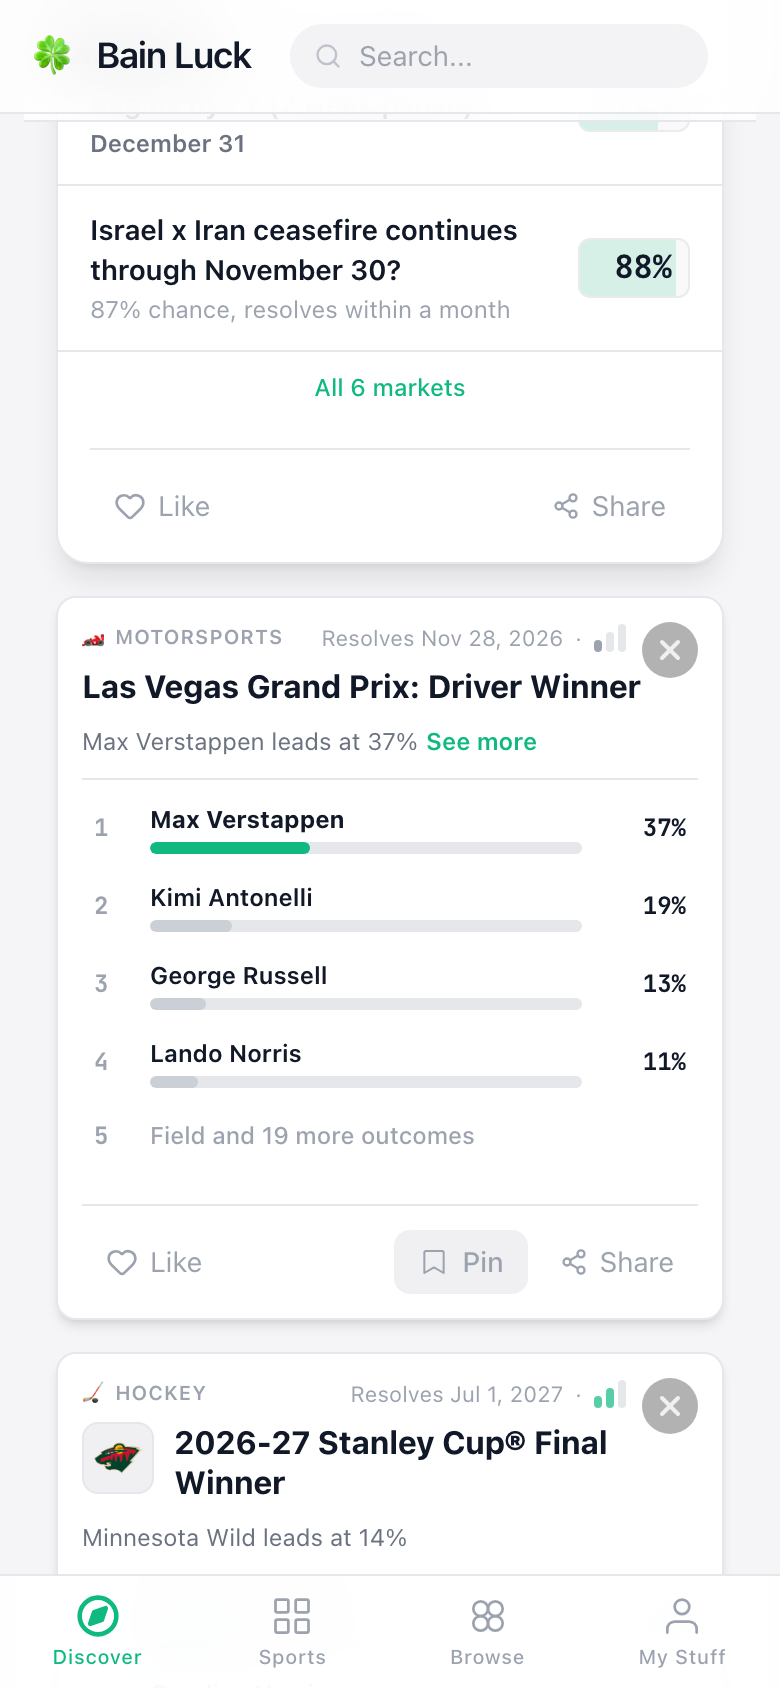 Bain Luck
Search...
December 31
Israel x Iran ceasefire continues
through November 30?
88%
87% chance, resolves within a month
All 6 markets
Like
Share
MOTORSPORTS
Resolves Nov 28, 2026 ·
Las Vegas Grand Prix: Driver Winner
Max Verstappen leads at 37% See more
1 Max Verstappen 37%
2 Kimi Antonelli 19%
3 George Russell 13%
4 Lando Norris 11%
5 Field and 19 more outcomes
Like
Pin
Share
HOCKEY
Resolves Jul 1, 2027 ·
2026-27 Stanley Cup® Final
Winner
Minnesota Wild leads at 14%
Discover
Sports
Browse
My Stuff